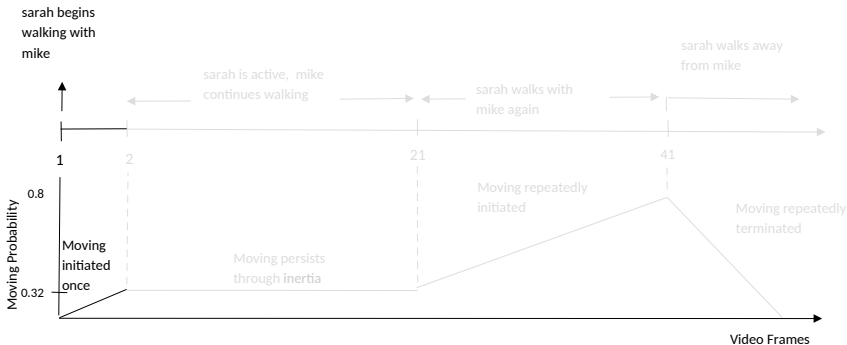 sarah begins
walking with
mike
sarah is active,  mike
continues walking
sarah walks with
mike again
sarah walks away
from mike
1
2
21
41
0.8
0.32
Moving Probability
Moving
initiated
once
Moving persists
through inertia
Moving repeatedly
initiated
Moving repeatedly
terminated
Video Frames